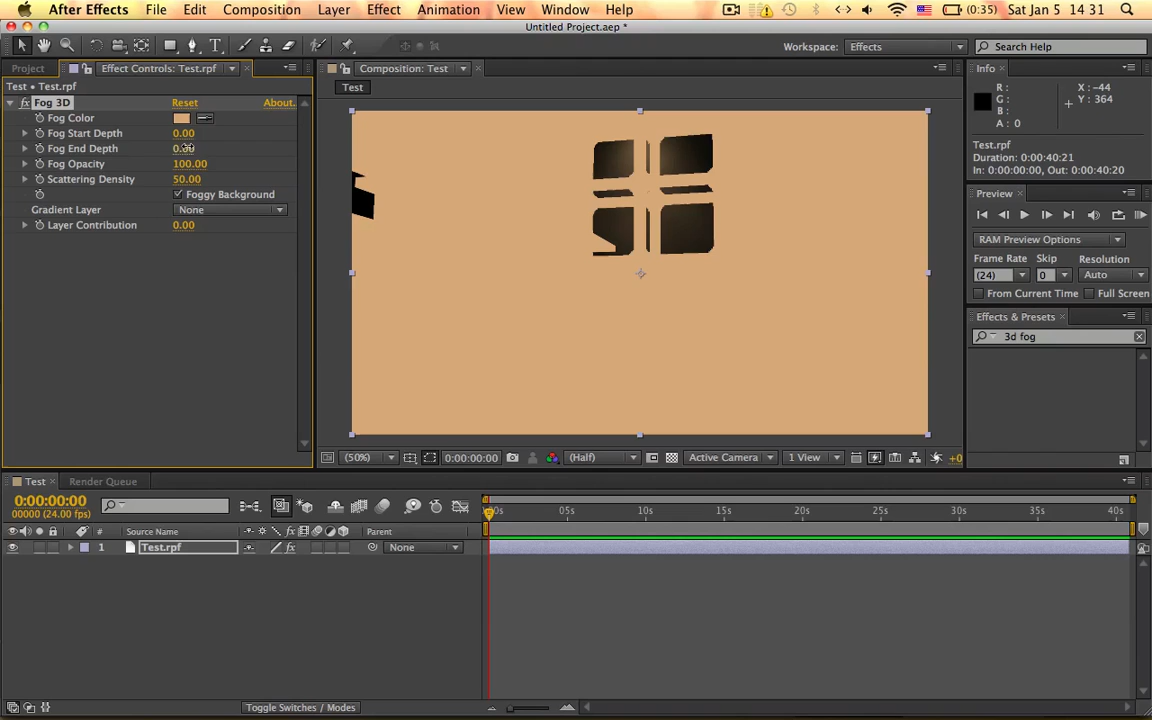 After Effects File Edit Composition Layer Effect Animation View Window Help (0:35) Sat Jan 5 14 31
Untitled Project.aep *
Workspace: Effects Search Help
Project Effect Controls: Test.rpf Composition: Test Info
Test • Test.rpf Test
fx Fog 3D Reset About.
Fog Color
Fog Start Depth 0.00
Fog End Depth
Fog Opacity 100.00
Scattering Density 50.00
Foggy Background
Gradient Layer None
Layer Contribution 0.00
R : X : -44
G : Y : 364
B :
A : 0
Test.rpf
Duration: 0:00:40:21
In: 0:00:00:00, Out: 0:00:40:20
Preview
RAM Preview Options
Frame Rate Skip Resolution
(24) 0 Auto
From Current Time Full Screen
Effects & Presets
3d fog
(50%) 0:00:00:00 (Half) Active Camera 1 View +0
Test Render Queue
0:00:00:00
00000 (24.00 fps)
0s 05s 10s 15s 20s 25s 30s 35s 40s
# Source Name fx Parent
1 Test.rpf fx None
Toggle Switches / Modes